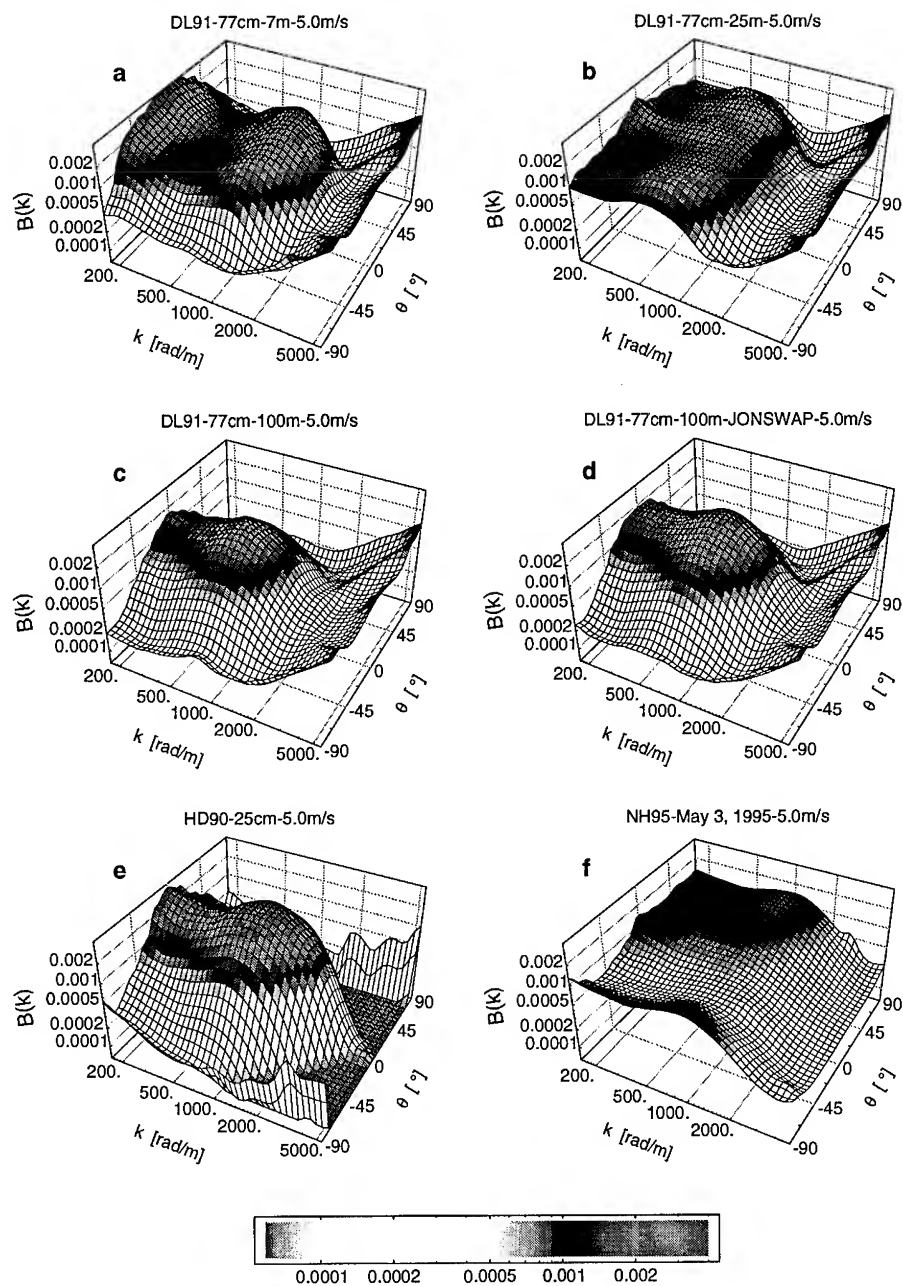 DL91-77cm-7m-5.0m/s
DL91-77cm-25m-5.0m/s
a
b
B(k)
0.002
0.001
0.0005
0.0002
0.0001
200.
500.
1000.
2000.
5000.
k [rad/m]
-90
-45
0
45
90
θ [°]
B(k)
0.002
0.001
0.0005
0.0002
0.0001
200.
500.
1000.
2000.
5000.
k [rad/m]
-90
-45
0
45
90
θ [°]
DL91-77cm-100m-5.0m/s
DL91-77cm-100m-JONSWAP-5.0m/s
c
d
B(k)
0.002
0.001
0.0005
0.0002
0.0001
200.
500.
1000.
2000.
5000.
k [rad/m]
-90
-45
0
45
90
θ [°]
B(k)
0.002
0.001
0.0005
0.0002
0.0001
200.
500.
1000.
2000.
5000.
k [rad/m]
-90
-45
0
45
90
θ [°]
HD90-25cm-5.0m/s
NH95-May 3, 1995-5.0m/s
e
f
B(k)
0.002
0.001
0.0005
0.0002
0.0001
200.
500.
1000.
2000.
5000.
k [rad/m]
-90
-45
0
45
90
θ [°]
B(k)
0.002
0.001
0.0005
0.0002
0.0001
200.
500.
1000.
2000.
k [rad/m]
-90
-45
0
45
90
θ [°]
0.0001 0.0002 0.0005 0.001 0.002